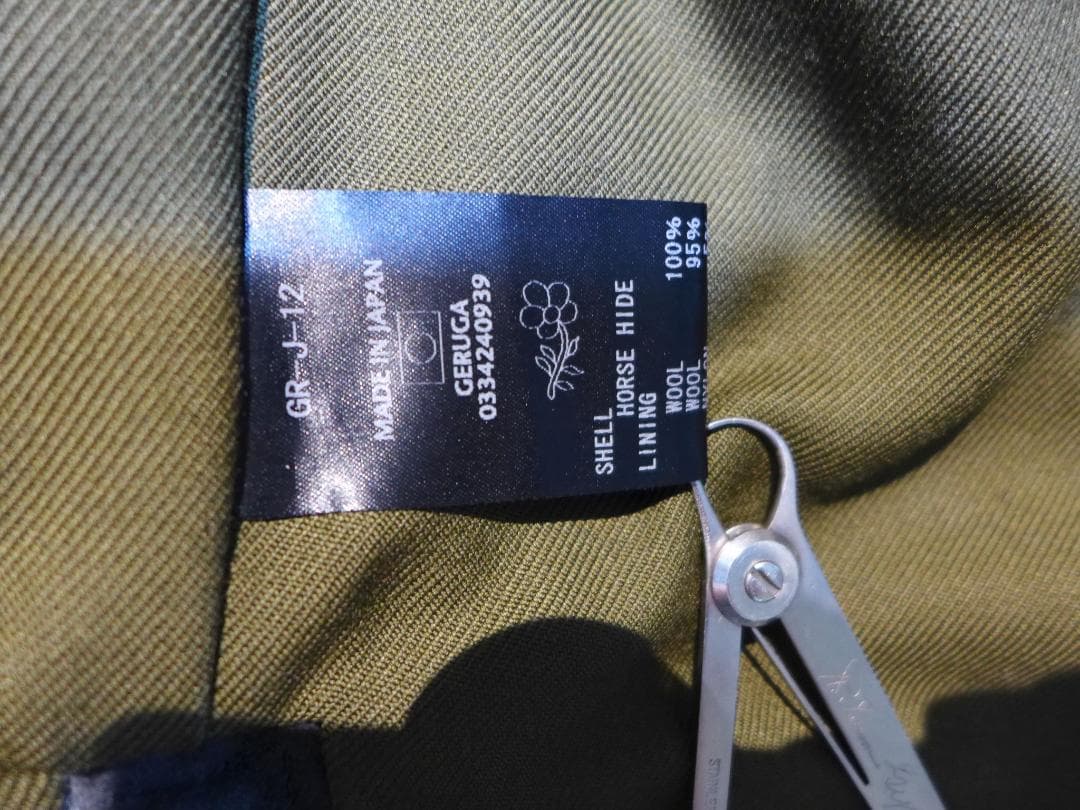 GR-J-12
MADE IN JAPAN
GERUGA
0334240939
SHELL
HORSE HIDE
LINING
WOOL 100%
WOOL 95%